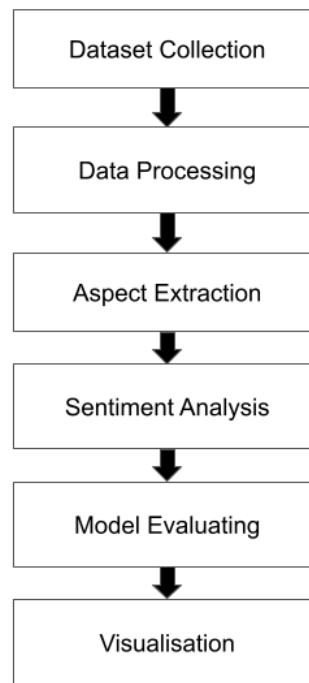 Dataset Collection
Data Processing
Aspect Extraction
Sentiment Analysis
Model Evaluating
Visualisation